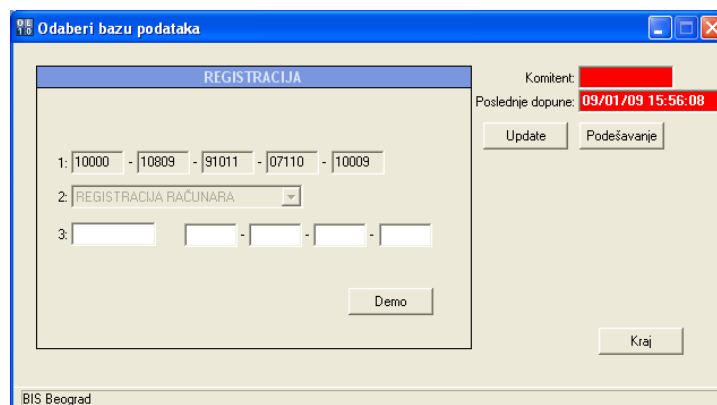 Odaberi bazu podataka
REGISTRACIJA
Komitent:
Poslednje dopune: 09/01/09 15:56:08
Update Podešavanje
1: 10000 - 10809 - 91011 - 07110 - 10009
2: REGISTRACIJA RAČUNARA
3: - - -
Demo
Kraj
BIS Beograd